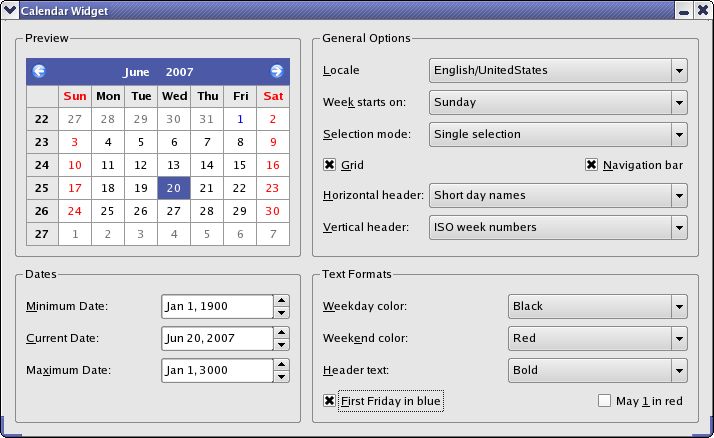 Calendar Widget
Preview
June 2007
Sun Mon Tue Wed Thu Fri Sat
22 27 28 29 30 31 1 2
23 3 4 5 6 7 8 9
24 10 11 12 13 14 15 16
25 17 18 19 20 21 22 23
26 24 25 26 27 28 29 30
27 1 2 3 4 5 6 7
General Options
Locale English/UnitedStates
Week starts on: Sunday
Selection mode: Single selection
Grid Navigation bar
Horizontal header: Short day names
Vertical header: ISO week numbers
Dates
Minimum Date: Jan 1, 1900
Current Date: Jun 20, 2007
Maximum Date: Jan 1, 3000
Text Formats
Weekday color: Black
Weekend color: Red
Header text: Bold
First Friday in blue May 1 in red